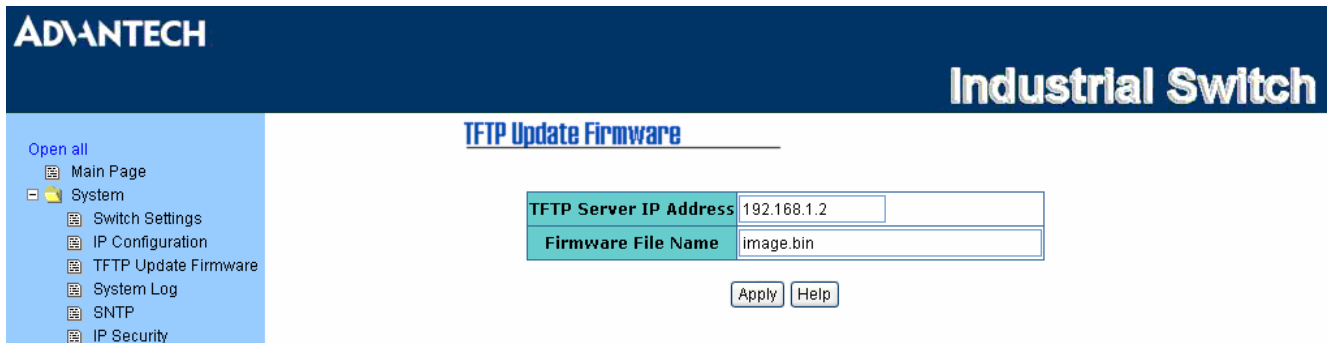 ADVANTECH
Industrial Switch
Open all
Main Page
System
Switch Settings
IP Configuration
TFTP Update Firmware
System Log
SNTP
IP Security
TFTP Update Firmware
TFTP Server IP Address 192.168.1.2
Firmware File Name image.bin
Apply Help